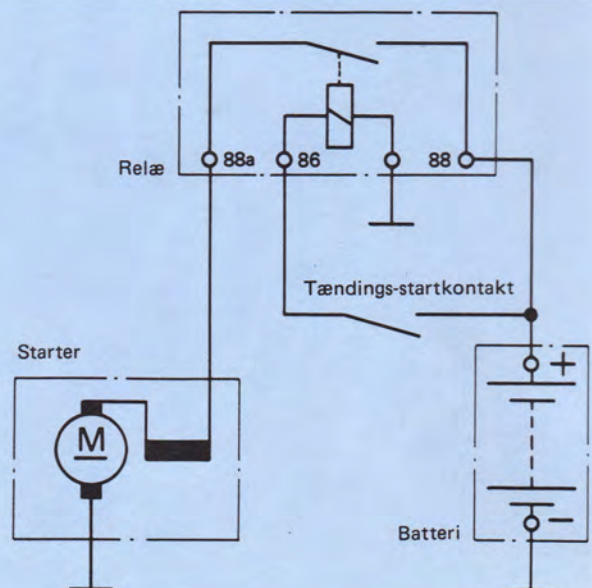 88a 86 88
Relæ
Tændings-startkontakt
Starter
+
M
Batteri
−